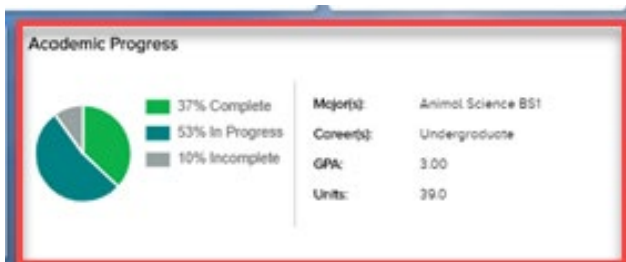 Academic Progress
37% Complete
53% In Progress
10% Incomplete
Major(s): Animal Science BS1
Career(s): Undergraduate
GPA: 3.00
Units: 39.0